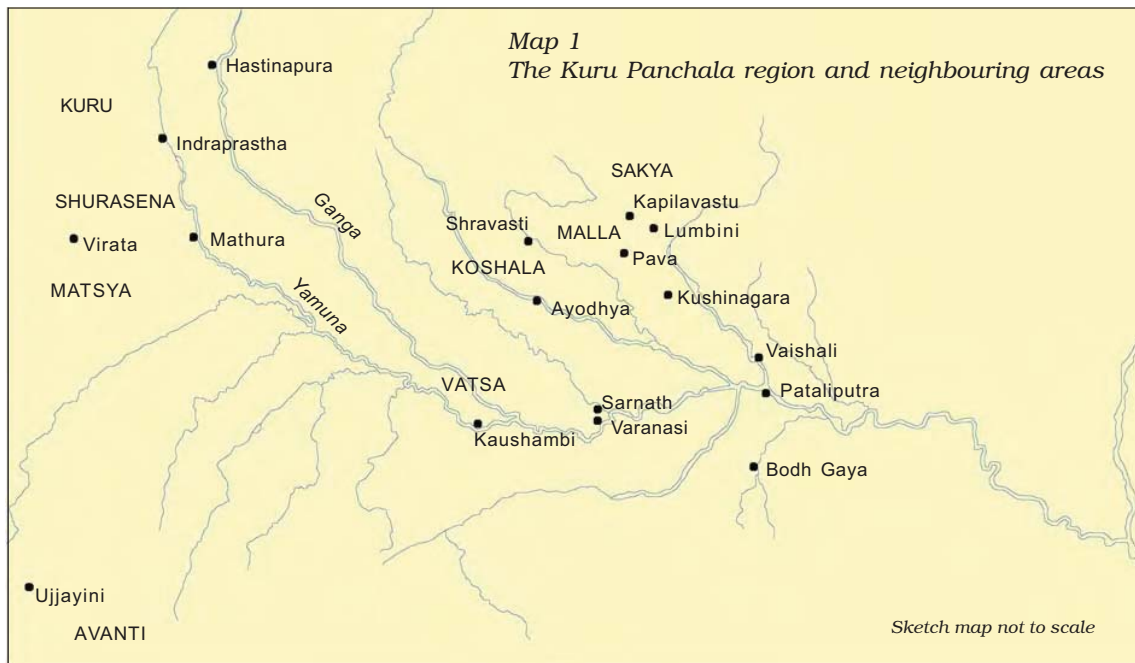 Map 1
The Kuru Panchala region and neighbouring areas
Hastinapura
KURU
Indraprastha
SAKYA
Kapilavastu
SHURASENA
Ganga
Shravasti
MALLA
Lumbini
Virata
Mathura
Pava
KOSHALA
MATSYA
Yamuna
Ayodhya
Kushinagara
Vaishali
VATSA
Pataliputra
Sarnath
Kaushambi
Varanasi
Bodh Gaya
Ujjayini
AVANTI
Sketch map not to scale